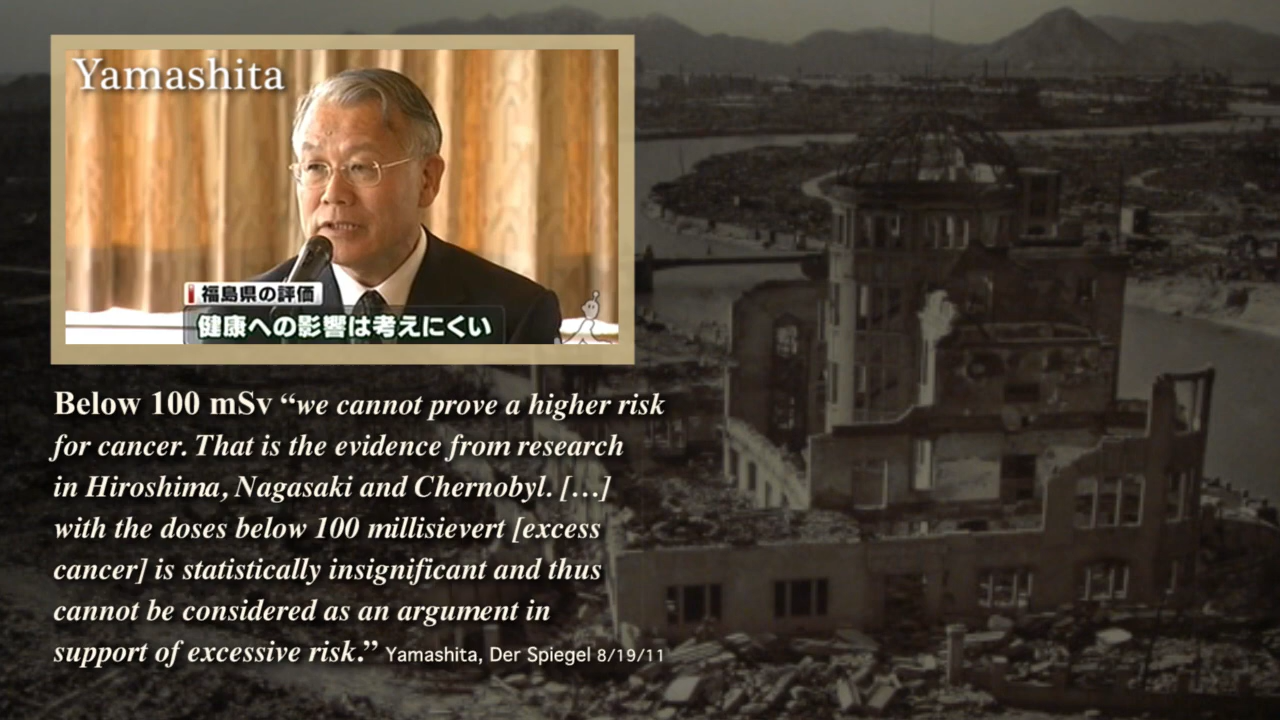 Yamashita
福島県の評価
健康への影響は考えにくい
Below 100 mSv “we cannot prove a higher risk
for cancer. That is the evidence from research
in Hiroshima, Nagasaki and Chernobyl. […]
with the doses below 100 millisievert [excess
cancer] is statistically insignificant and thus
cannot be considered as an argument in
support of excessive risk.” Yamashita, Der Spiegel 8/19/11